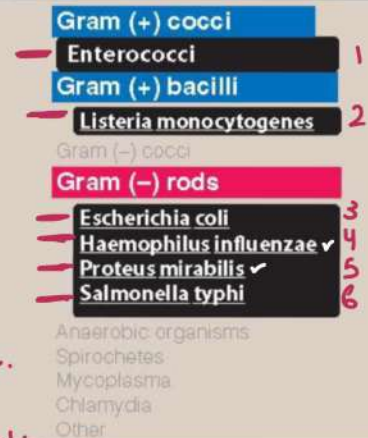 Gram (+) cocci
Enterococci 1
Gram (+) bacilli
Listeria monocytogenes 2
Gram (–) cocci
Gram (–) rods
Escherichia coli 3
Haemophilus influenzae ✓ 4
Proteus mirabilis ✓ 5
Salmonella typhi 6
Anaerobic organisms
Spirochetes
Mycoplasma
Chlamydia
Other